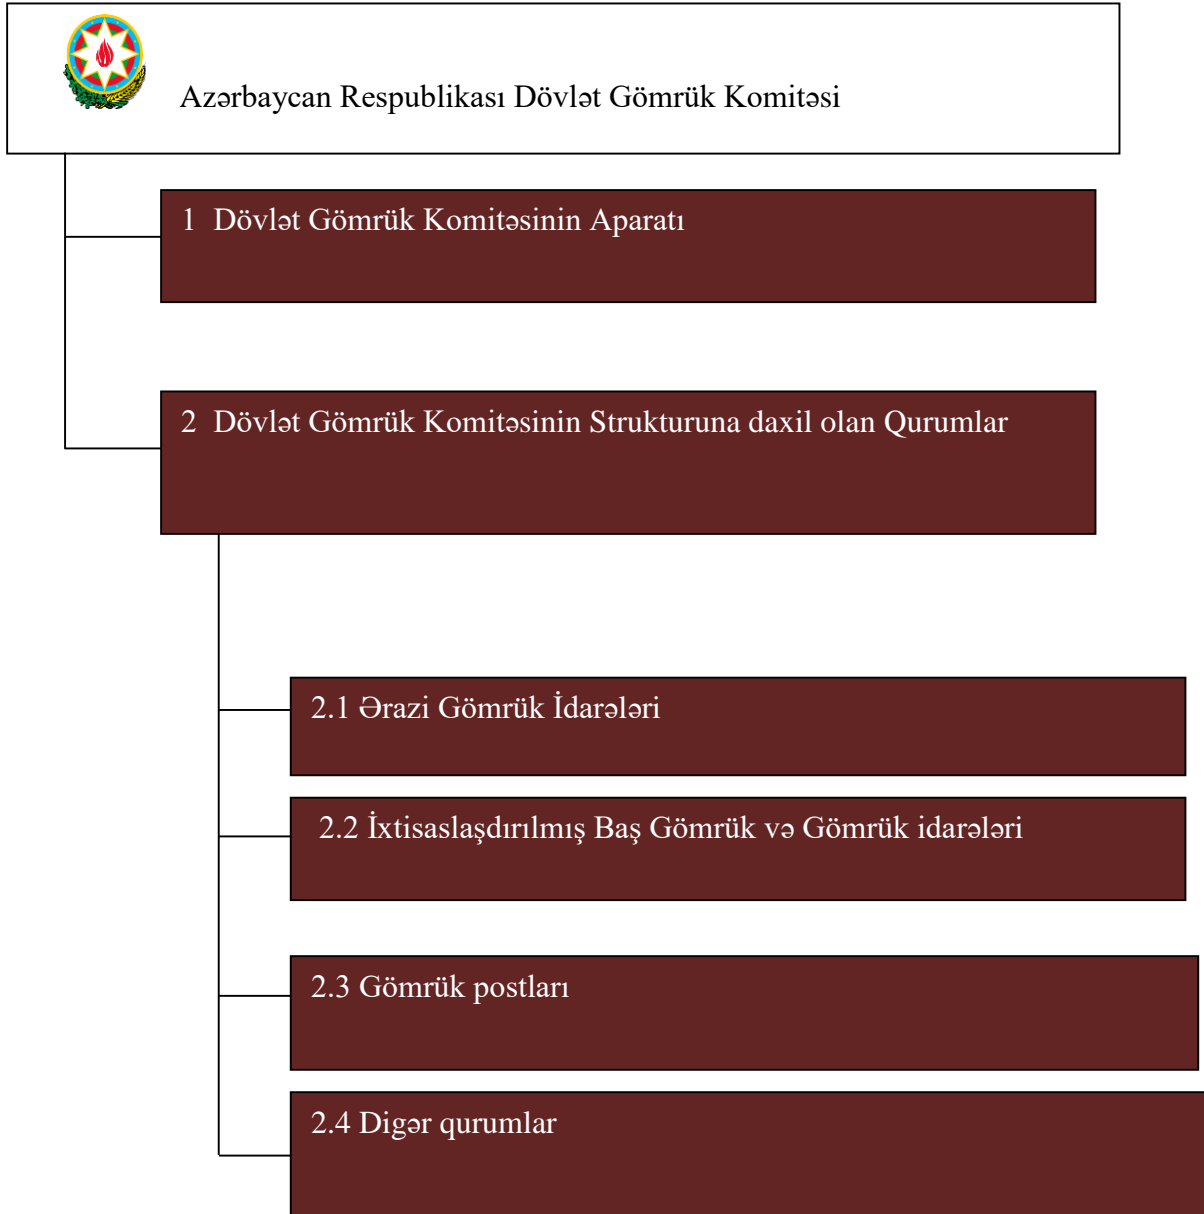 Azərbaycan Respublikası Dövlət Gömrük Komitəsi
1 Dövlət Gömrük Komitəsinin Aparatı
2 Dövlət Gömrük Komitəsinin Strukturuna daxil olan Qurumlar
2.1 Ərazi Gömrük İdarələri
2.2 İxtisaslaşdırılmış Baş Gömrük və Gömrük idarələri
2.3 Gömrük postları
2.4 Digər qurumlar